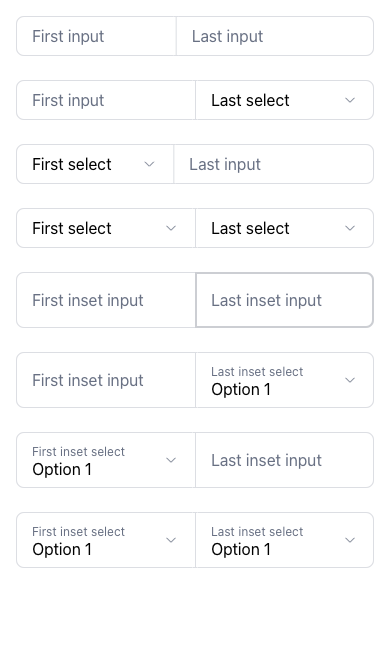 First input Last input
First input Last select
First select Last input
First select Last select
First inset input Last inset input
First inset input Last inset select
Option 1
First inset select Last inset input
Option 1
First inset select Last inset select
Option 1 Option 1